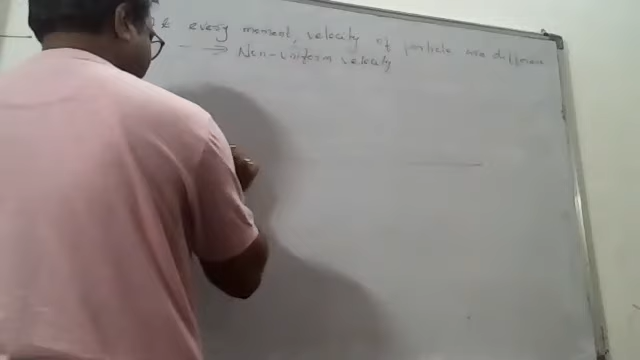 every moment, velocity of particle are different
→ Non-uniform velocity